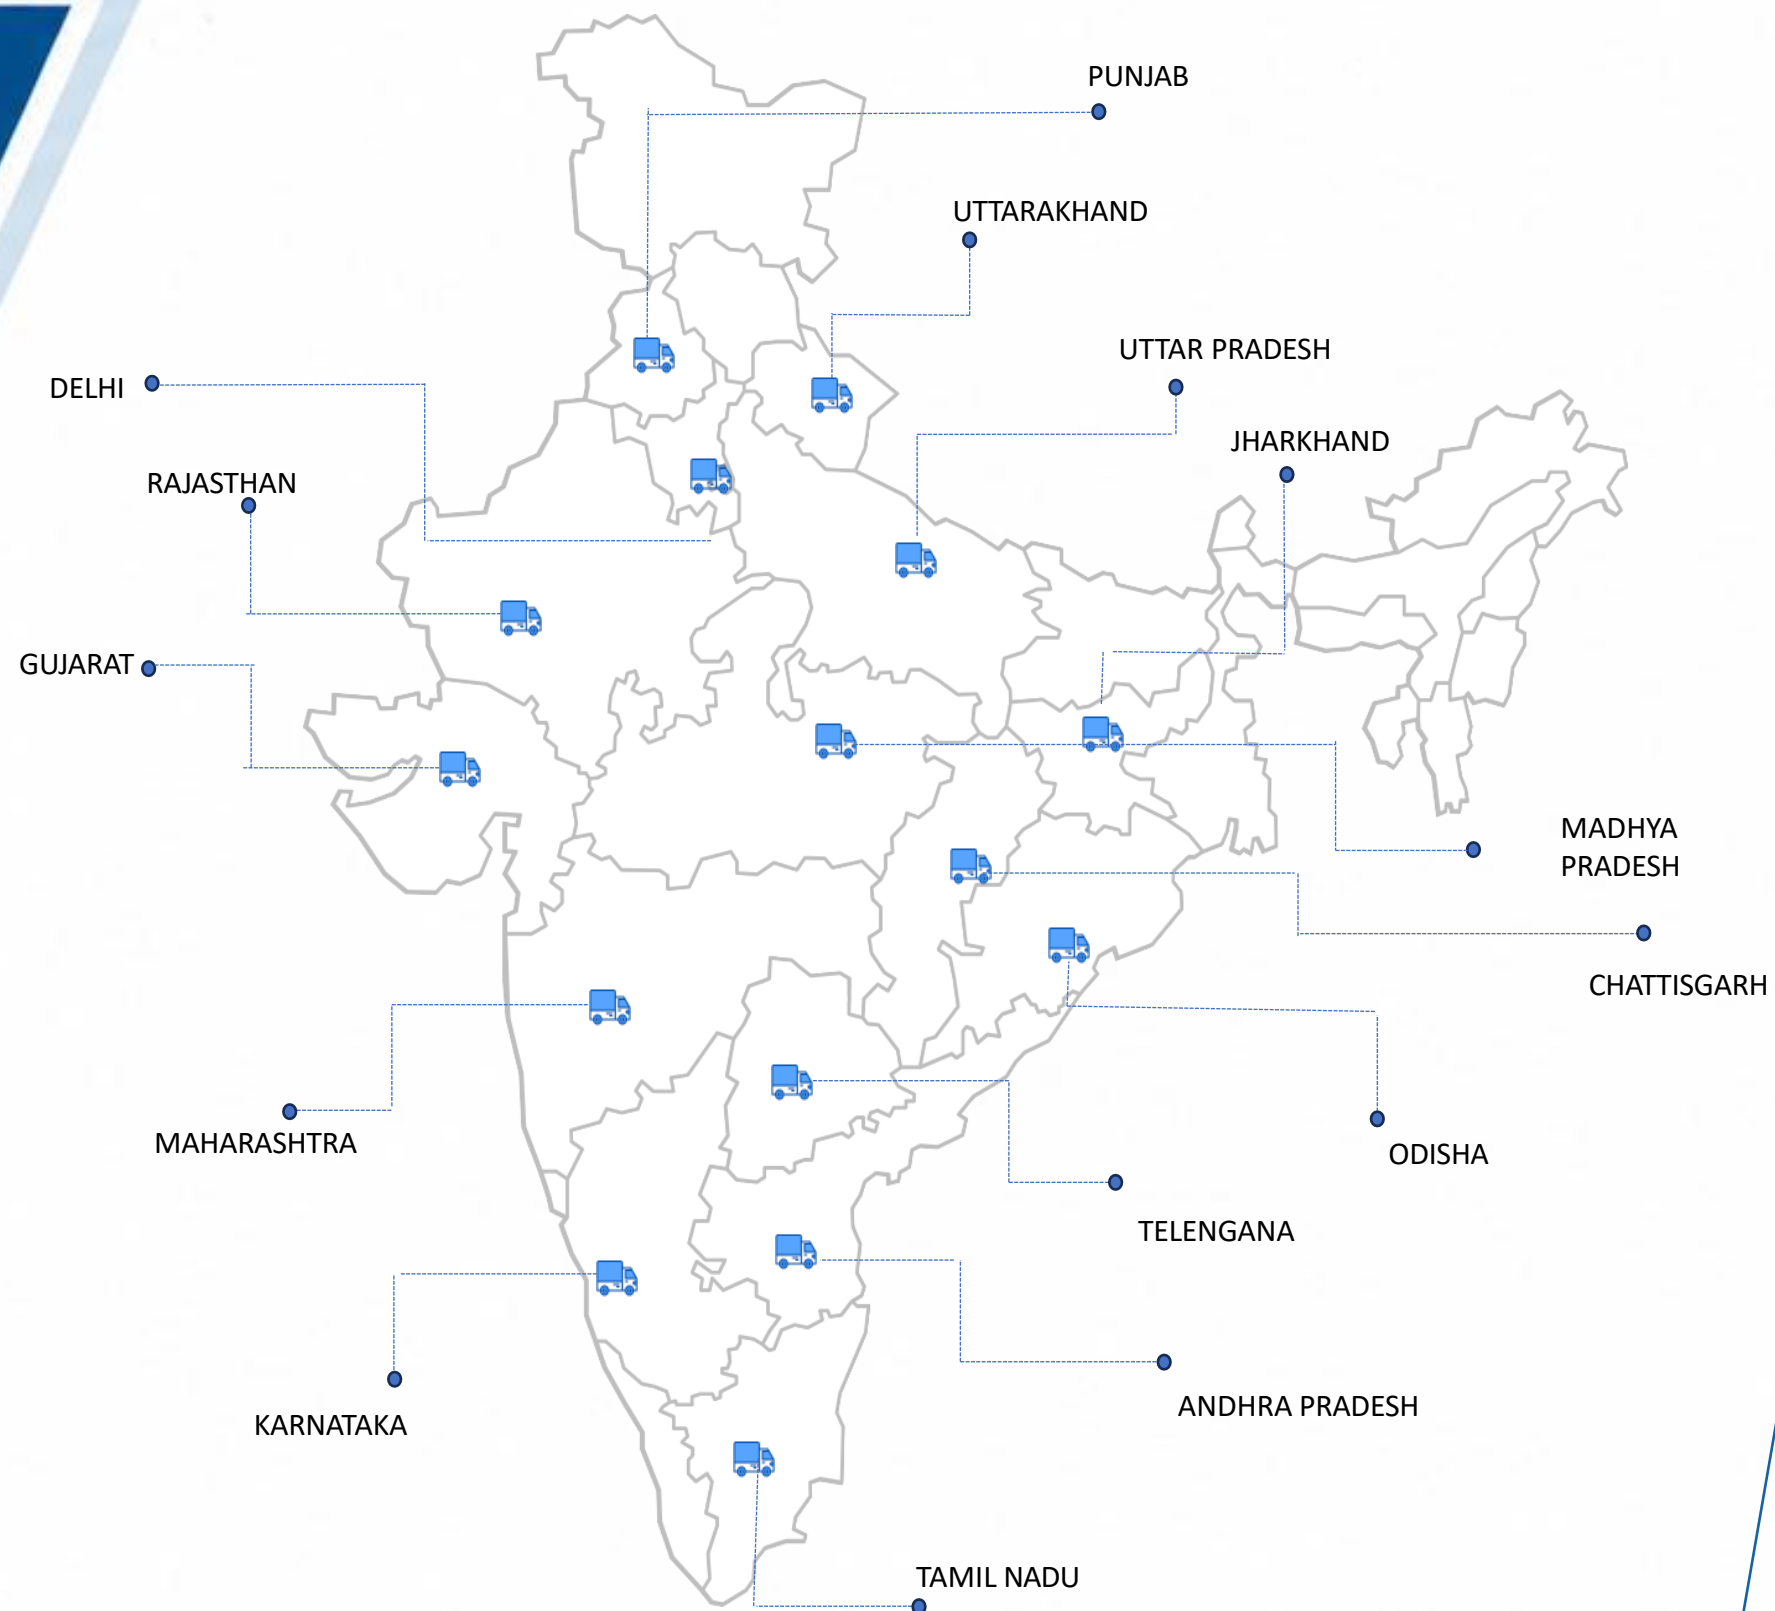 PUNJAB
UTTARAKHAND
UTTAR PRADESH
DELHI
JHARKHAND
RAJASTHAN
GUJARAT
MADHYA
PRADESH
CHATTISGARH
MAHARASHTRA
ODISHA
TELENGANA
ANDHRA PRADESH
KARNATAKA
TAMIL NADU